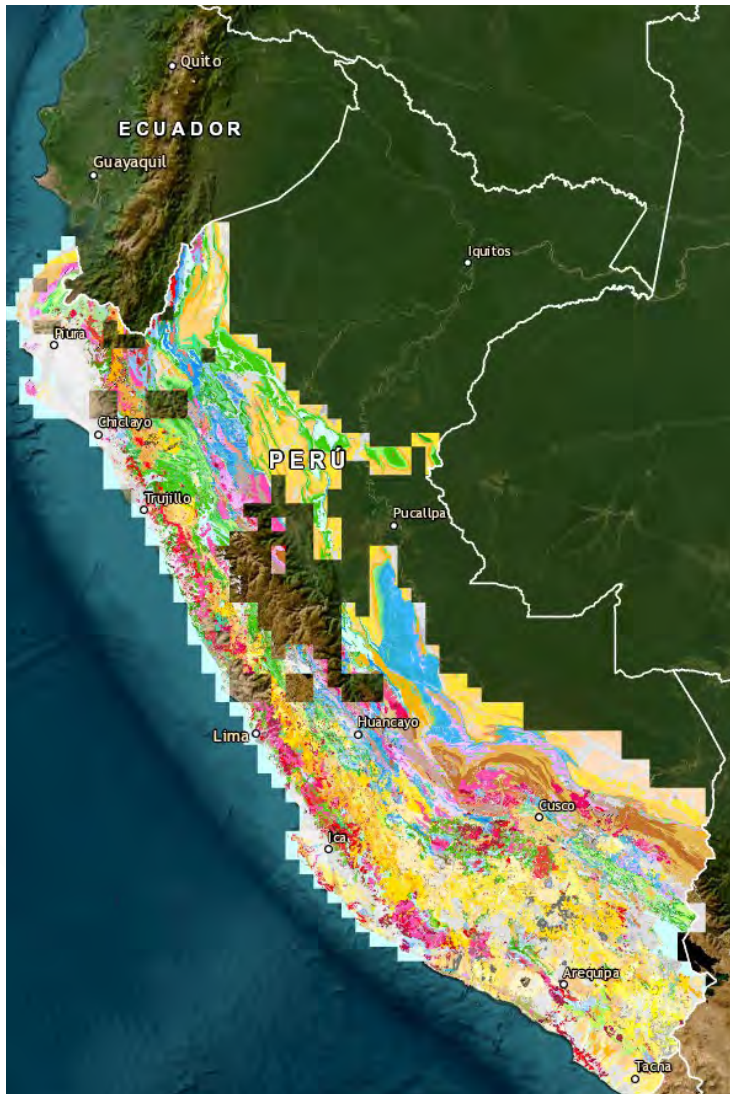 Quito
ECUADOR
Guayaquil
Iquitos
Piura
Chiclayo
PERÚ
Trujillo
Pucallpa
Lima
Huancayo
Cusco
Ica
Arequipa
Tacna